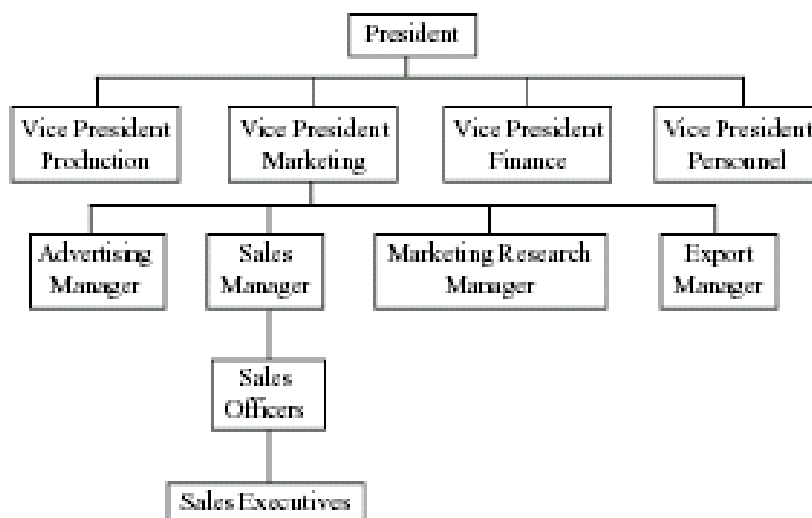 President
Vice President
Production
Vice President
Marketing
Vice President
Finance
Vice President
Personnel
Advertising
Manager
Sales
Manager
Marketing Research
Manager
Export
Manager
Sales
Officers
Sales Executives